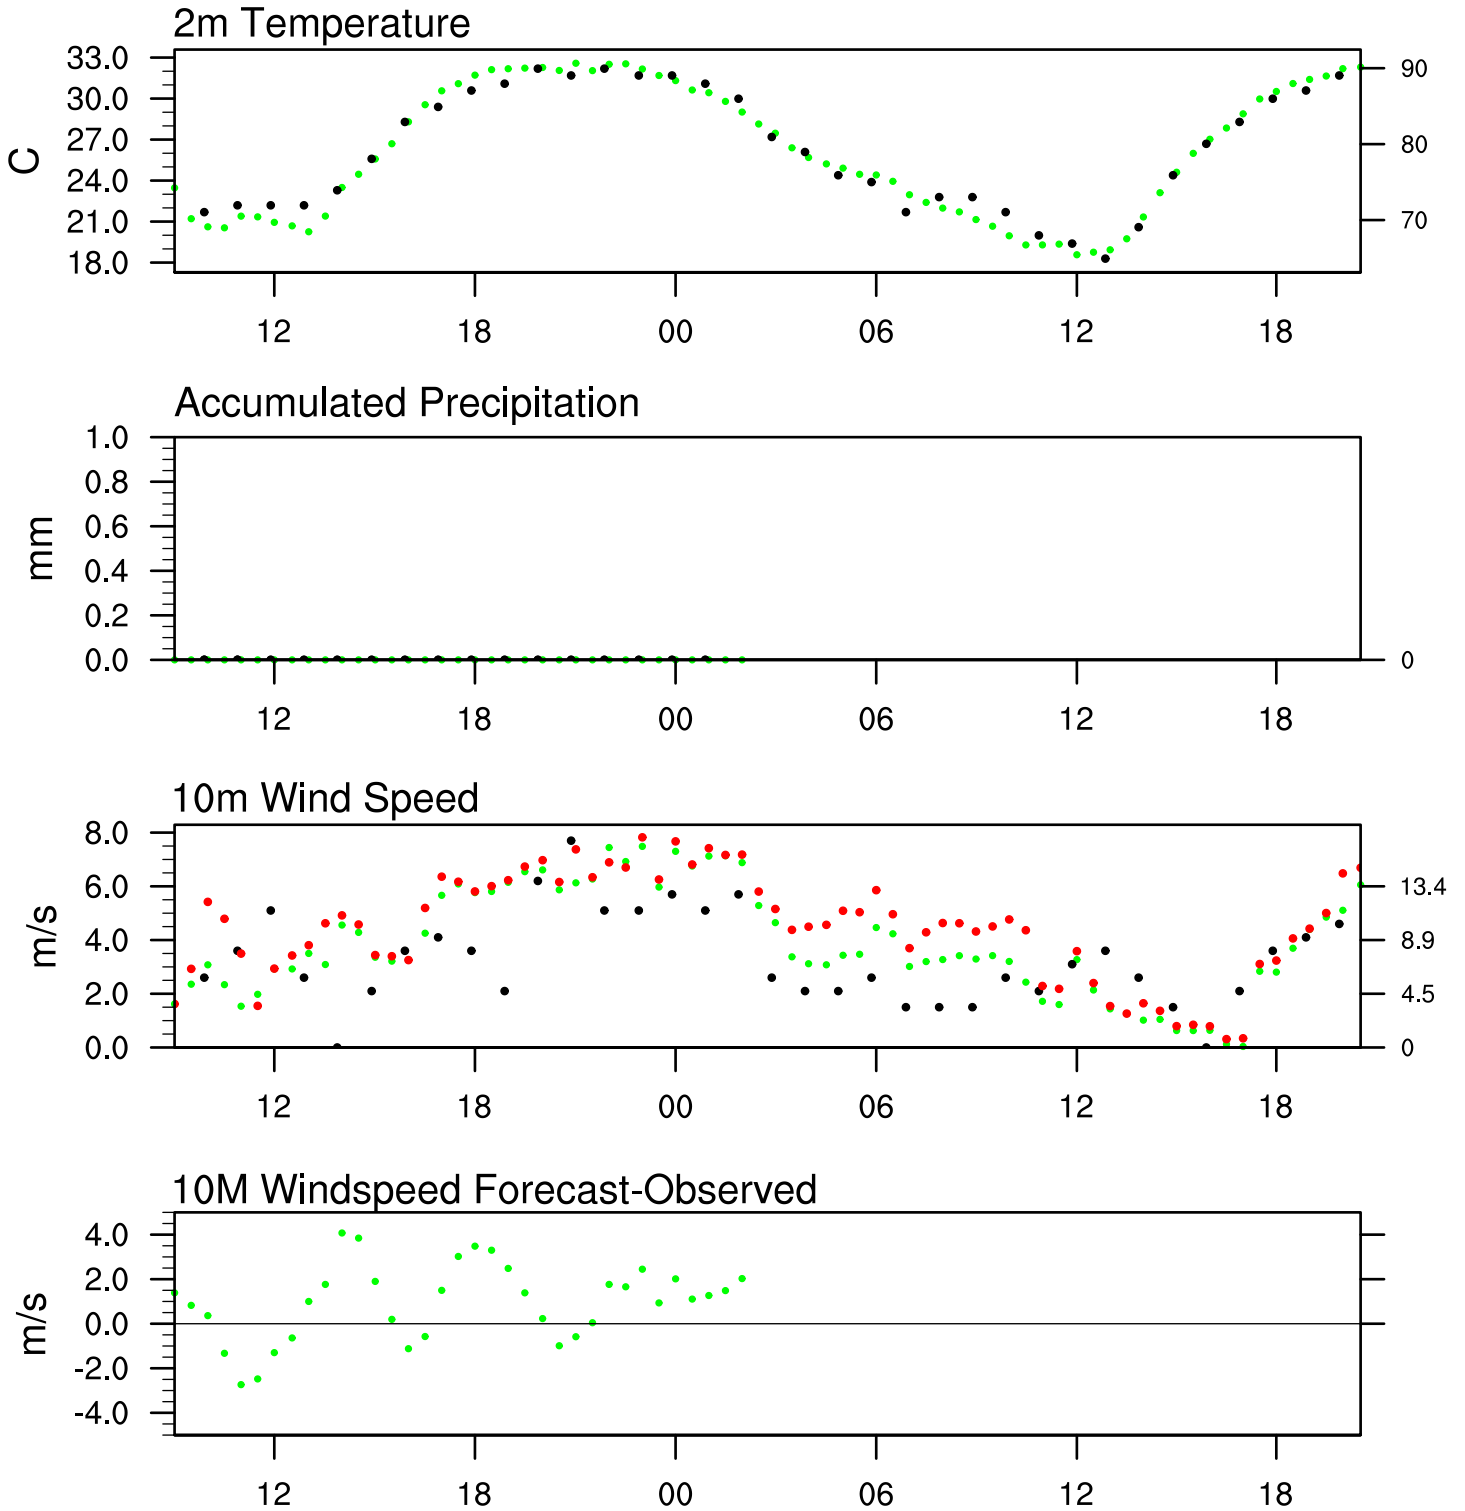 2m Temperature
33.0
30.0
27.0
24.0
21.0
18.0
C
90
80
70
12 18 00 06 12 18
Accumulated Precipitation
1.0
0.8
0.6
0.4
0.2
0.0
mm
0
12 18 00 06 12 18
10m Wind Speed
8.0
6.0
4.0
2.0
0.0
m/s
13.4
8.9
4.5
0
12 18 00 06 12 18
10M Windspeed Forecast-Observed
4.0
2.0
0.0
-2.0
-4.0
m/s
12 18 00 06 12 18